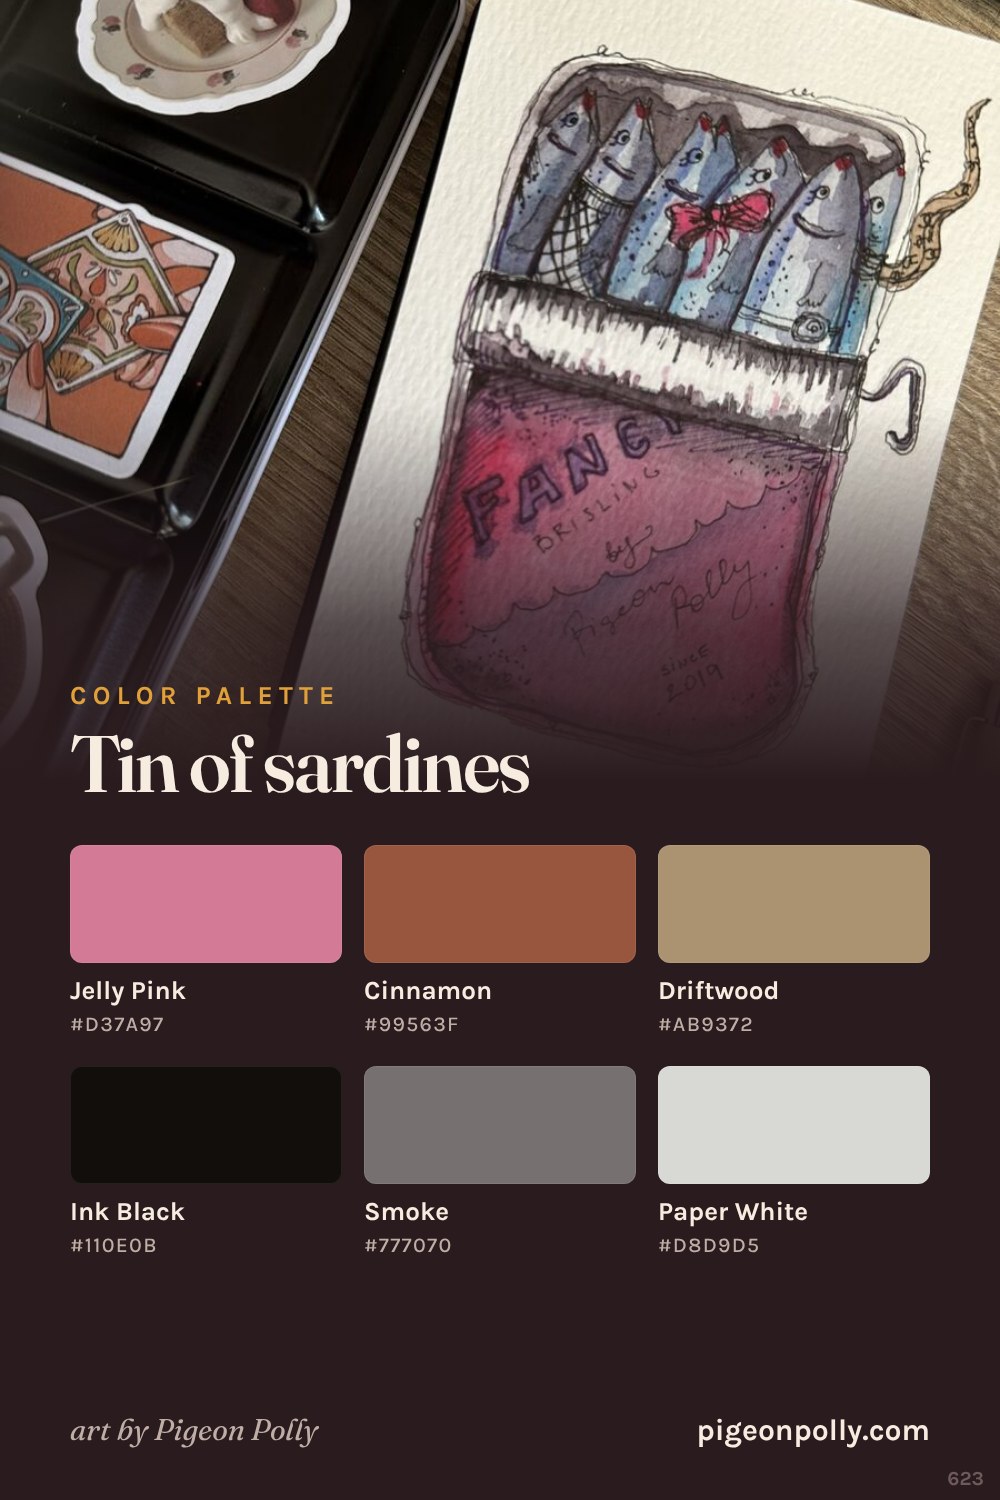 FANCY
BRISLING
by
Pigeon
Polly
SINCE
2019
COLOR PALETTE
Tin of sardines
Jelly Pink
Cinnamon
Driftwood
#D37A97
#99563F
#AB9372
Ink Black
Smoke
Paper White
#110E0B
#777070
#D8D9D5
art by Pigeon Polly
pigeonpolly.com
623